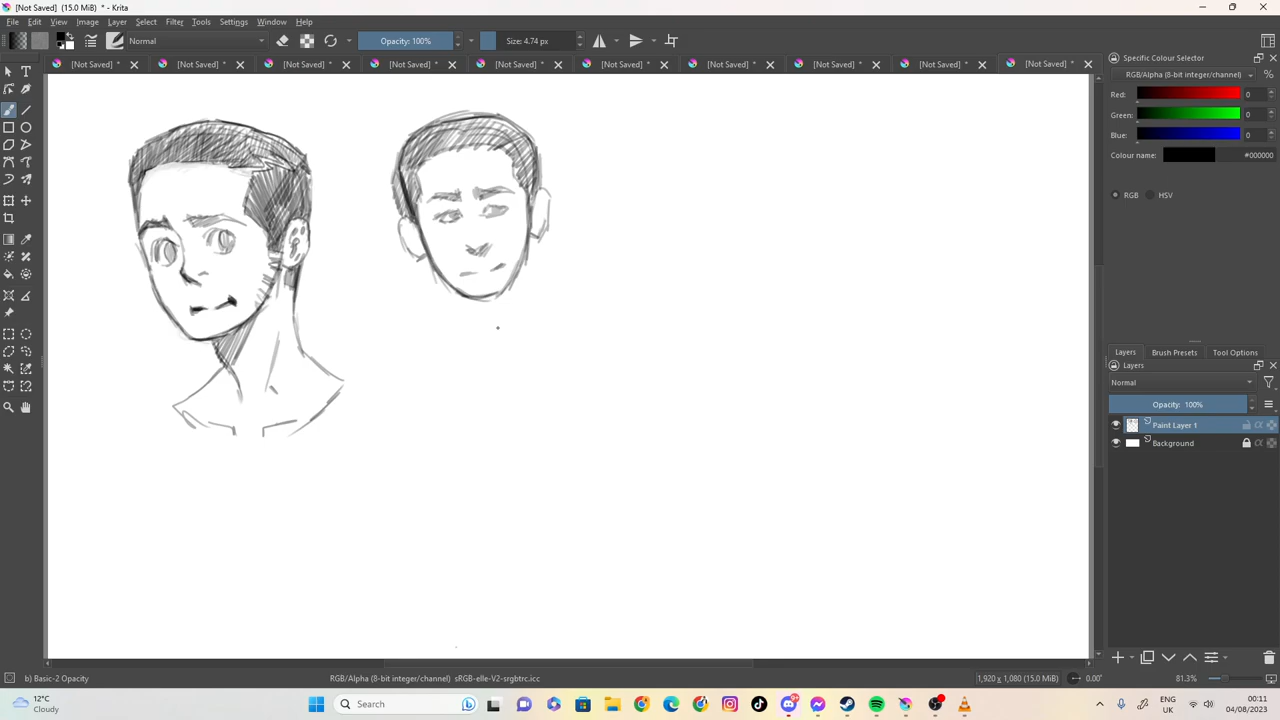 [Not Saved] (15.0 MiB) * - Krita
File Edit View Image Layer Select Filter Tools Settings Window Help
Normal Opacity: 100% Size: 4.74 px
[Not Saved] * [Not Saved] * [Not Saved] * [Not Saved] * [Not Saved] * [Not Saved] * [Not Saved] * [Not Saved] * [Not Saved] * [Not Saved] *
Specific Colour Selector
RGB/Alpha (8-bit integer/channel) %
Red: 0
Green: 0
Blue: 0
Colour name: #000000
RGB HSV
Layers Brush Presets Tool Options
Layers
Normal
Opacity: 100%
Paint Layer 1
Background
b) Basic-2 Opacity RGB/Alpha (8-bit integer/channel) sRGB-elle-V2-srgbtrc.icc 1,920 x 1,080 (15.0 MiB) 0.00° 81.3%
12°C
Cloudy
Search
9+
ENG
UK
00:11
04/08/2023